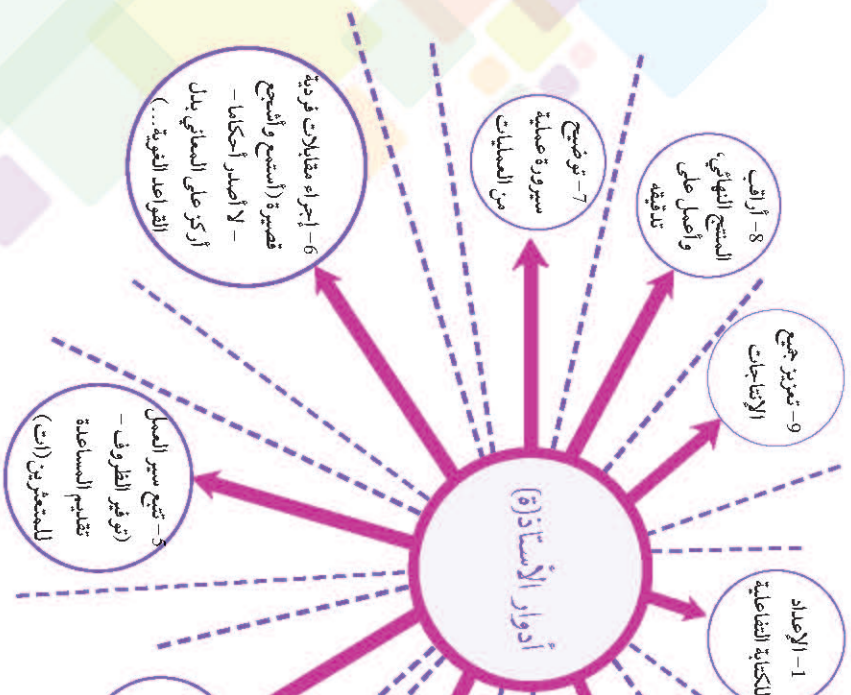 أدوار الأستاذ(ة)
1- الإعداد
للكتابة التفاعلية
5- تتبع سير العمل
(توفير الظروف -
تقديم المساعدة
للمتعثرين(ات)
6- إجراء مقابلات فردية
قصيرة (أستمع وأشجع
- لا أصدر أحكاما -
أركز على المعاني بدل
القواعد الغوية...)
7- توضيح
سيرورة عملية
من العمليات
8- أراقب
المنتج النهائي،
وأعمل على
تدقيقه
9- تعزيز جميع
الإنتاجات